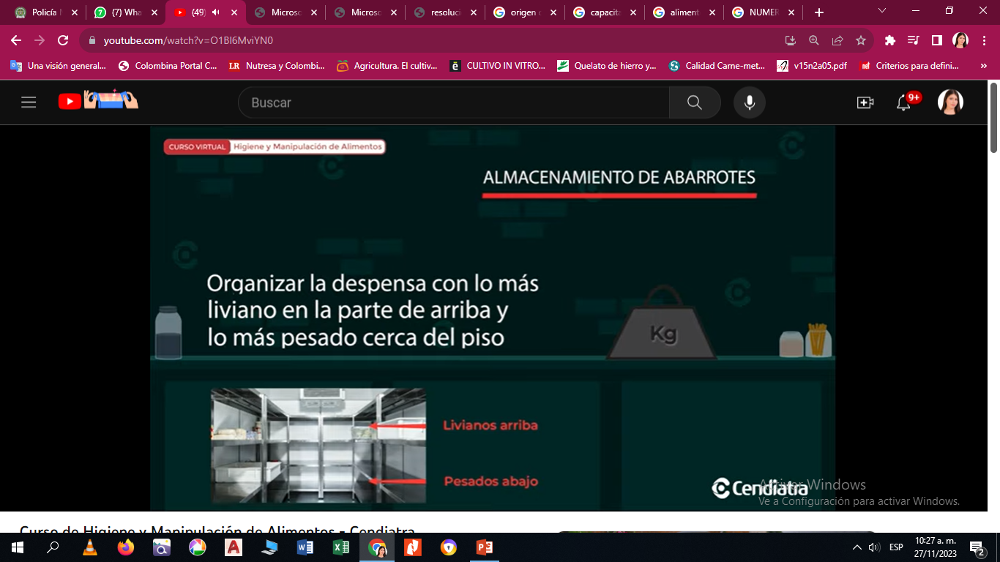 Policía
(7) Wha
(49)
Microso
Microso
resoluci
origen
capacita
aliment
NUMER
youtube.com/watch?v=O1Bl6MviYN0
Una visión general...
Colombina Portal C...
LR Nutresa y Colombi...
Agricultura. El cultiv...
ē CULTIVO IN VITRO...
Quelato de hierro y...
Calidad Carne-met...
v15n2a05.pdf
Criterios para defini...
»
Buscar
9+
CURSO VIRTUAL Higiene y Manipulación de Alimentos
ALMACENAMIENTO DE ABARROTES
Organizar la despensa con lo más
liviano en la parte de arriba y
lo más pesado cerca del piso
Kg
Livianos arriba
Pesados abajo
Cendiatra
Activar Windows
Ve a Configuración para activar Windows.
Curso de Higiene y Manipulación de Alimentos - Cendiatra
ESP
10:27 a. m.
27/11/2023
2